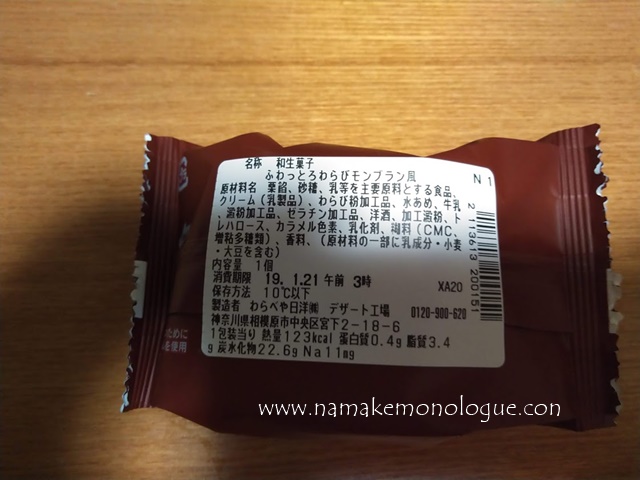 名称　和生菓子
ふわっとろわらびモンブラン風
N 1
原材料名　栗餡、砂糖、乳等を主要原料とする食品、
クリーム（乳製品）、わらび粉加工品、水あめ、牛乳
、澱粉加工品、ゼラチン加工品、洋酒、加工澱粉、ト
レハロース、カラメル色素、乳化剤、糊料（CMC、
増粘多糖類）、香料、（原材料の一部に乳成分・小麦
・大豆を含む）
内容量　1個
消費期限　19. 1.21 午前 3時
XA20
保存方法　10℃以下
製造者　わらべや日洋㈱　デザート工場　0120-900-620
神奈川県相模原市中央区宮下2-18-6
1包装当り 熱量123kcal 蛋白質0.4g 脂質3.4
g 炭水化物22.6g Na11mg
2 113613 200151
ために
を使用
www.namakemonologue.con